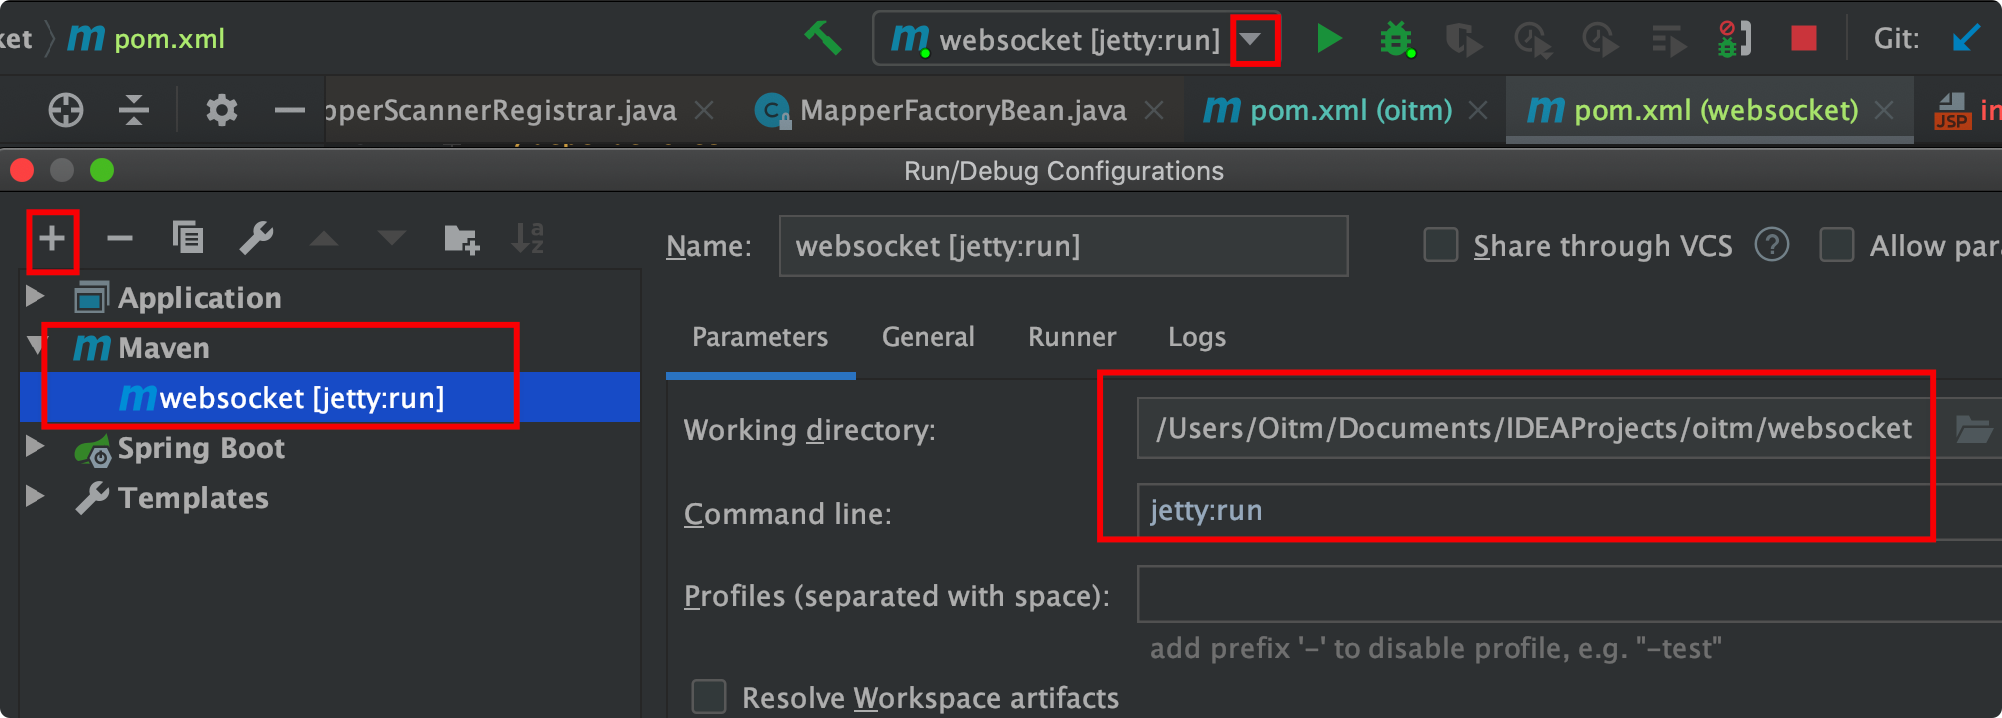 pom.xml websocket [jetty:run] Git:
pperScannerRegistrar.java MapperFactoryBean.java pom.xml (oitm) pom.xml (websocket)
JSP
Run/Debug Configurations
Name: websocket [jetty:run] Share through VCS ? Allow par
Application
Maven
websocket [jetty:run]
Spring Boot
Templates
Parameters General Runner Logs
Working directory: /Users/Oitm/Documents/IDEAProjects/oitm/websocket
Command line: jetty:run
Profiles (separated with space):
add prefix '-' to disable profile, e.g. "-test"
Resolve Workspace artifacts